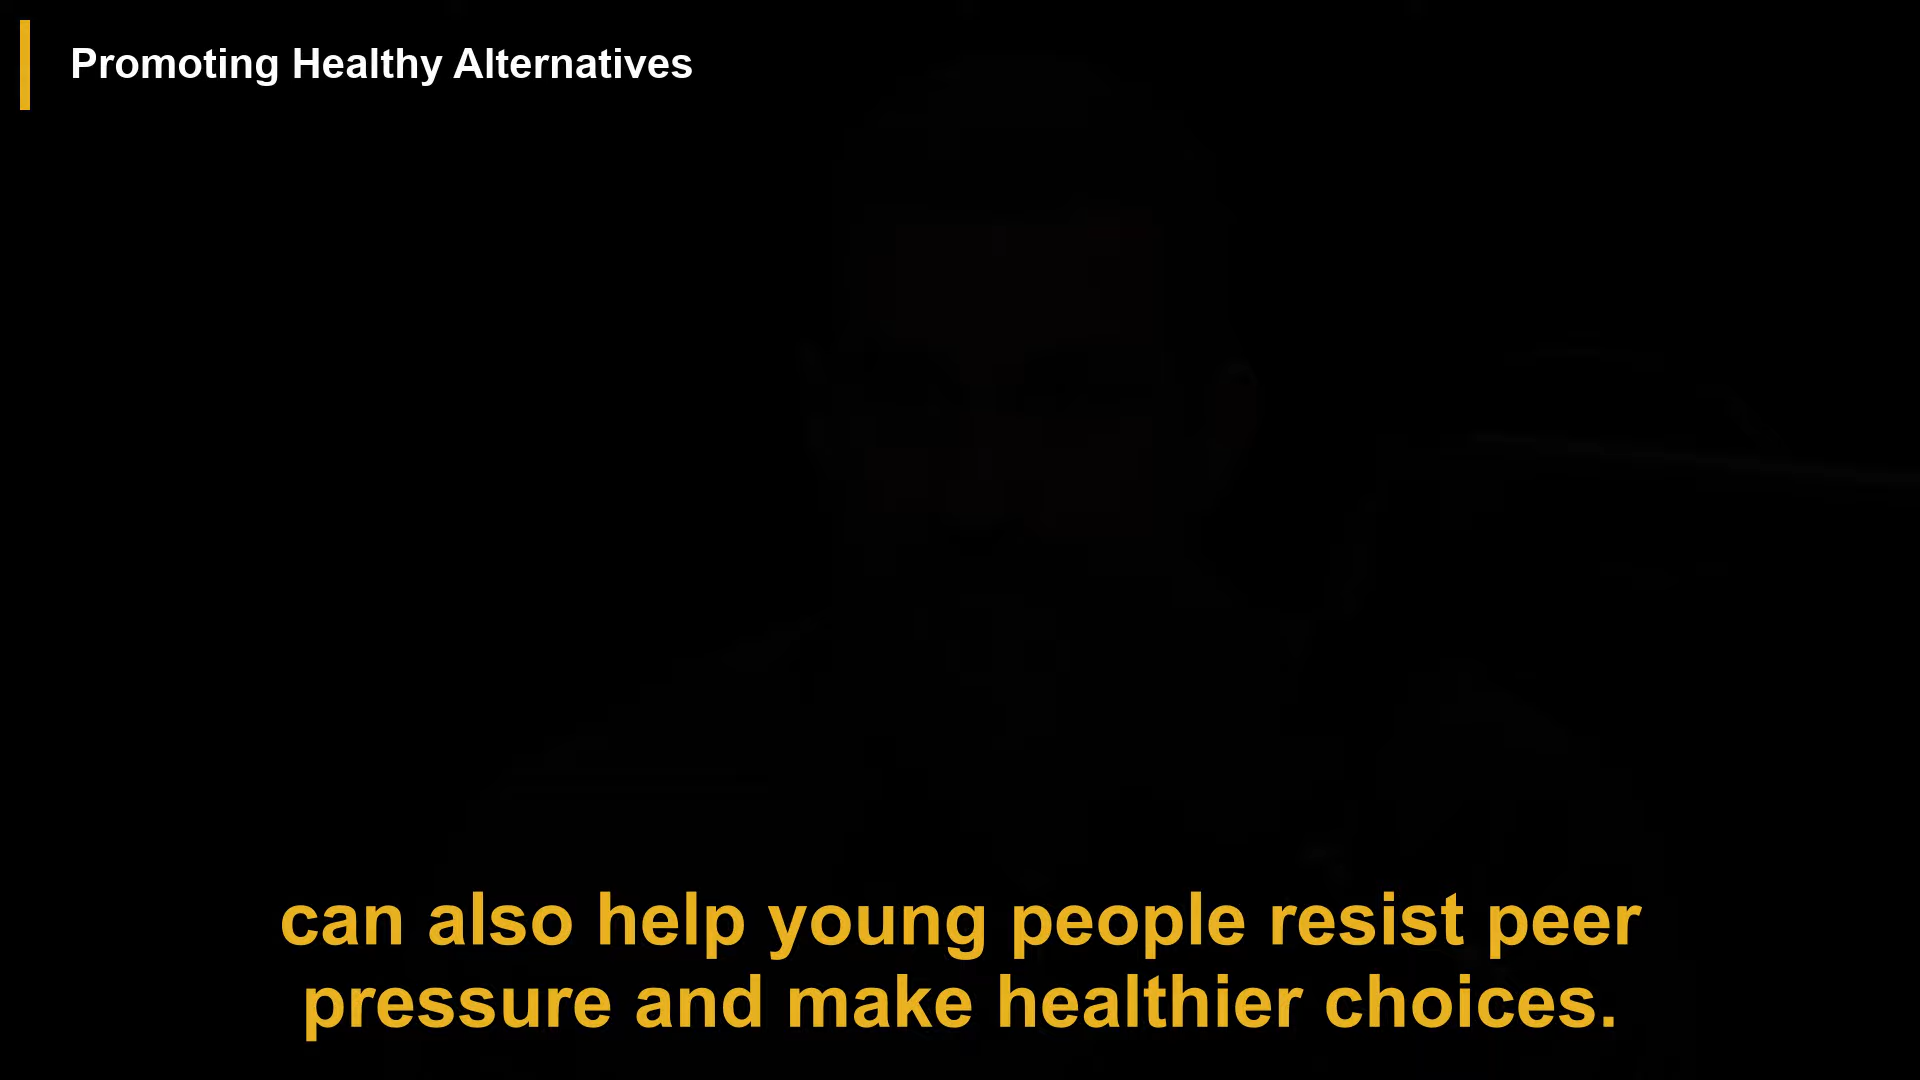 Promoting Healthy Alternatives
can also help young people resist peer
pressure and make healthier choices.